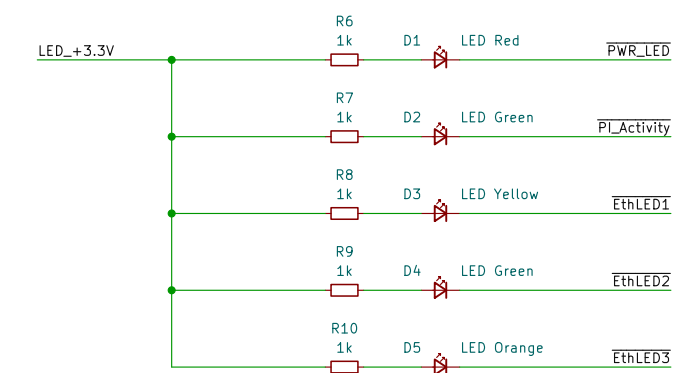 R6
1k D1 LED Red
LED_+3.3V PWR_LED
R7
1k D2 LED Green
PI_Activity
R8
1k D3 LED Yellow
EthLED1
R9
1k D4 LED Green
EthLED2
R10
1k D5 LED Orange
EthLED3